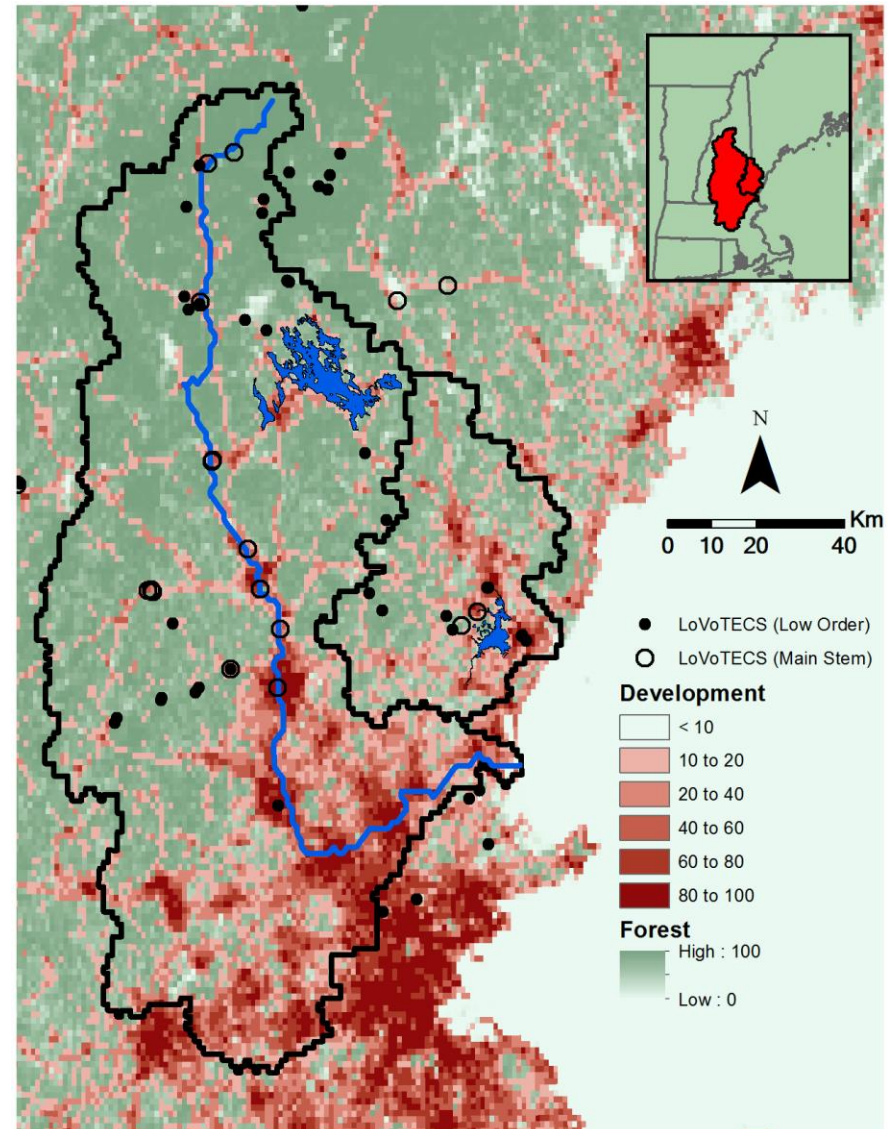 N
Km
0 10 20 40
LoVoTECS (Low Order)
LoVoTECS (Main Stem)
Development
< 10
10 to 20
20 to 40
40 to 60
60 to 80
80 to 100
Forest
High : 100
Low : 0